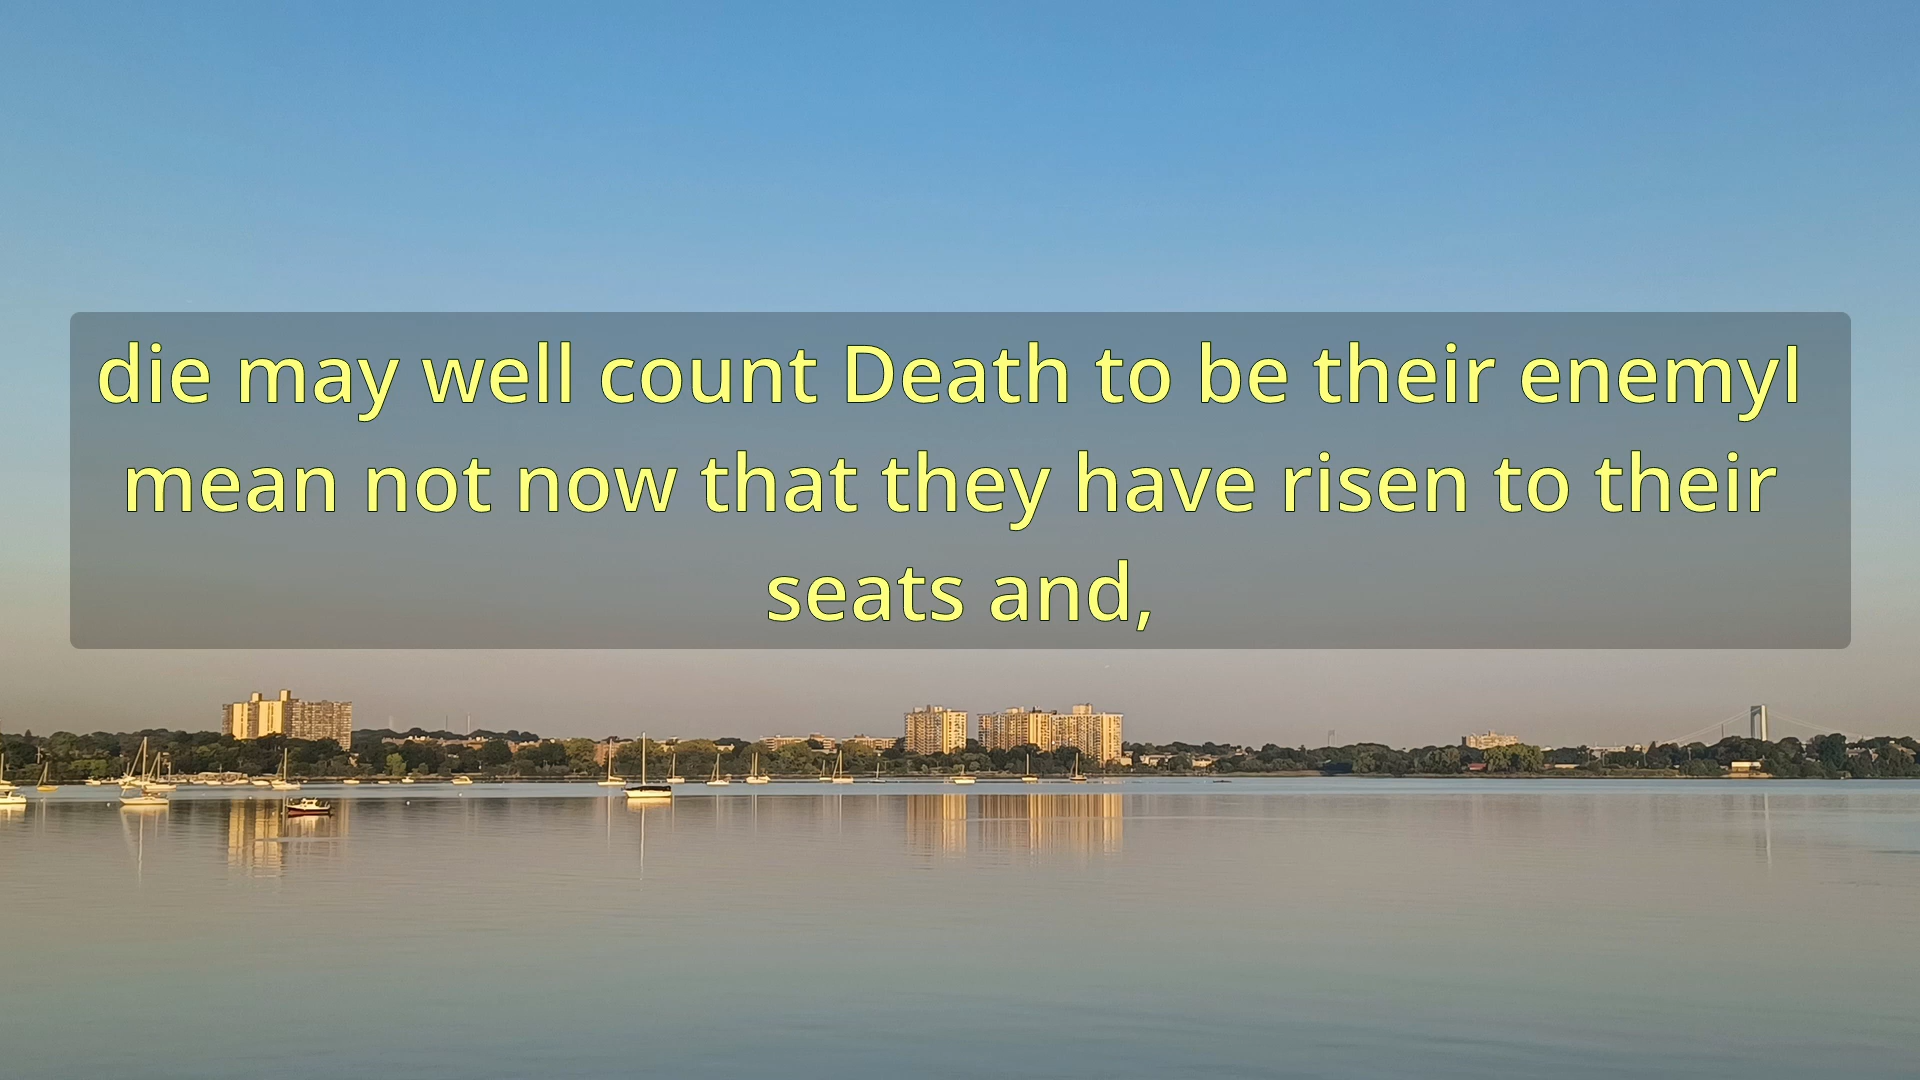 die may well count Death to be their enemyI
mean not now that they have risen to their
seats and,